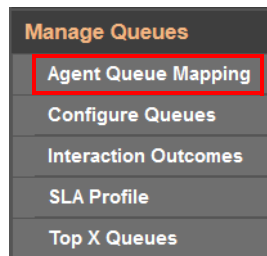 Manage Queues
Agent Queue Mapping
Configure Queues
Interaction Outcomes
SLA Profile
Top X Queues